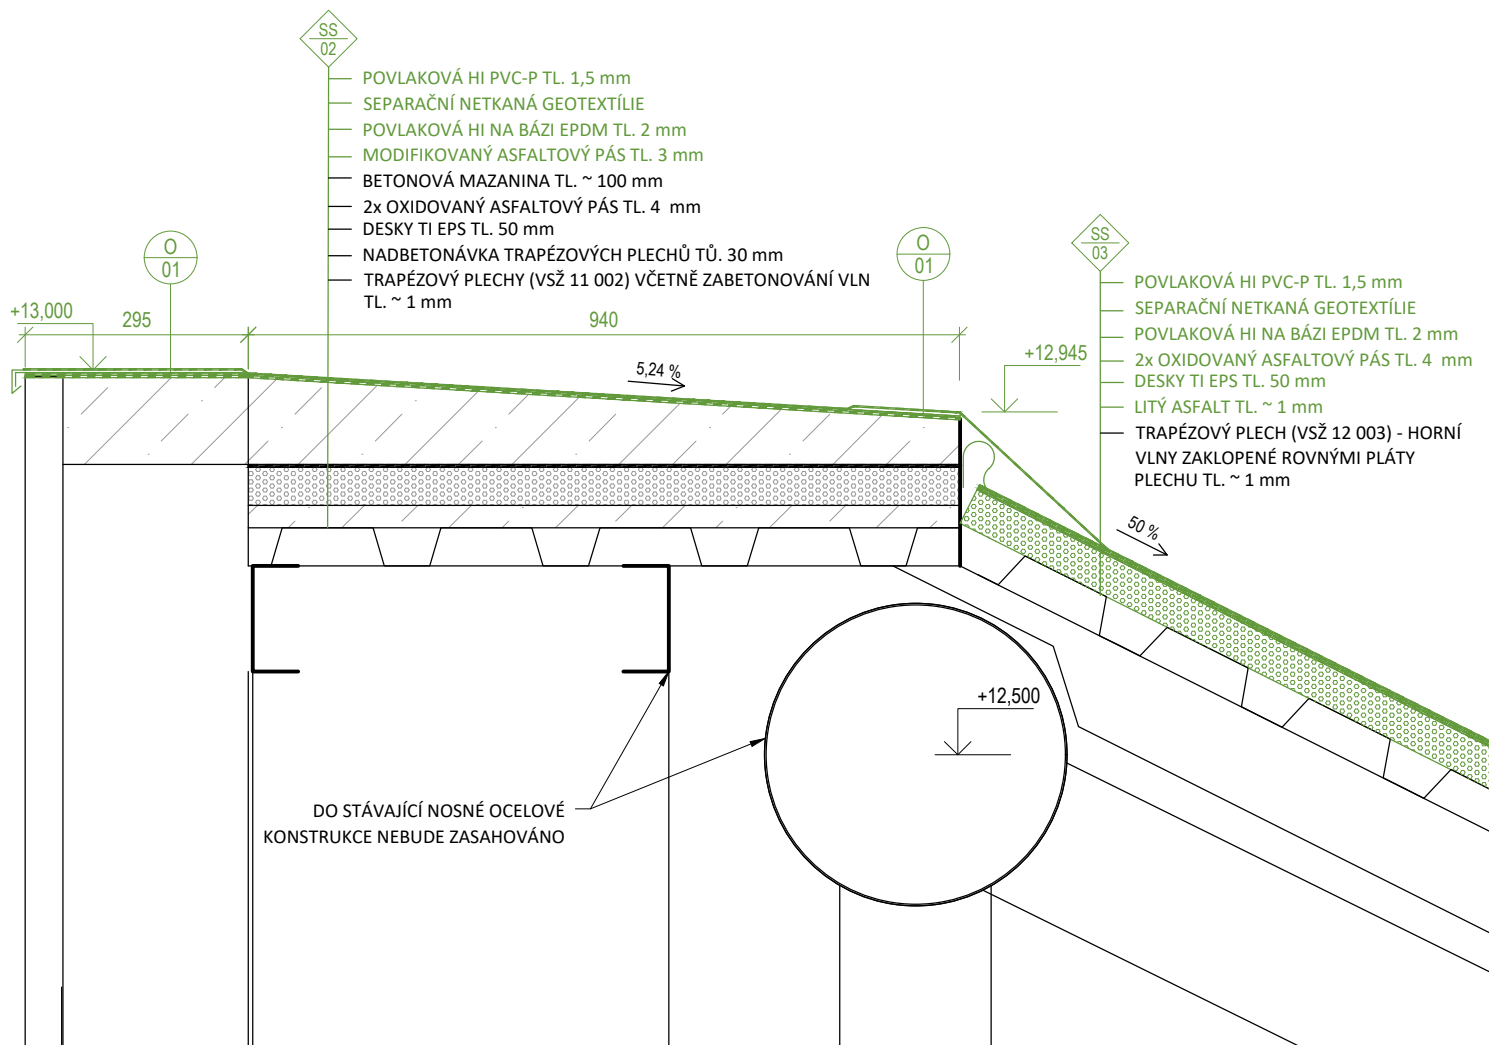 SS
02
POVLAKOVÁ HI PVC-P TL. 1,5 mm
SEPARAČNÍ NETKANÁ GEOTEXTÍLIE
POVLAKOVÁ HI NA BÁZI EPDM TL. 2 mm
MODIFIKOVANÝ ASFALTOVÝ PÁS TL. 3 mm
BETONOVÁ MAZANINA TL. ~ 100 mm
2x OXIDOVANÝ ASFALTOVÝ PÁS TL. 4 mm
DESKY TI EPS TL. 50 mm
NADBETONÁVKA TRAPÉZOVÝCH PLECHŮ TŮ. 30 mm
TRAPÉZOVÝ PLECHY (VSŽ 11 002) VČETNĚ ZABETONOVÁNÍ VLN
TL. ~ 1 mm
O
01
O
01
SS
03
POVLAKOVÁ HI PVC-P TL. 1,5 mm
SEPARAČNÍ NETKANÁ GEOTEXTÍLIE
POVLAKOVÁ HI NA BÁZI EPDM TL. 2 mm
2x OXIDOVANÝ ASFALTOVÝ PÁS TL. 4 mm
DESKY TI EPS TL. 50 mm
LITÝ ASFALT TL. ~ 1 mm
TRAPÉZOVÝ PLECH (VSŽ 12 003) - HORNÍ
VLNY ZAKLOPENÉ ROVNÝMI PLÁTY
PLECHU TL. ~ 1 mm
+13,000
295
940
+12,945
5,24 %
50 %
+12,500
DO STÁVAJÍCÍ NOSNÉ OCELOVÉ
KONSTRUKCE NEBUDE ZASAHOVÁNO